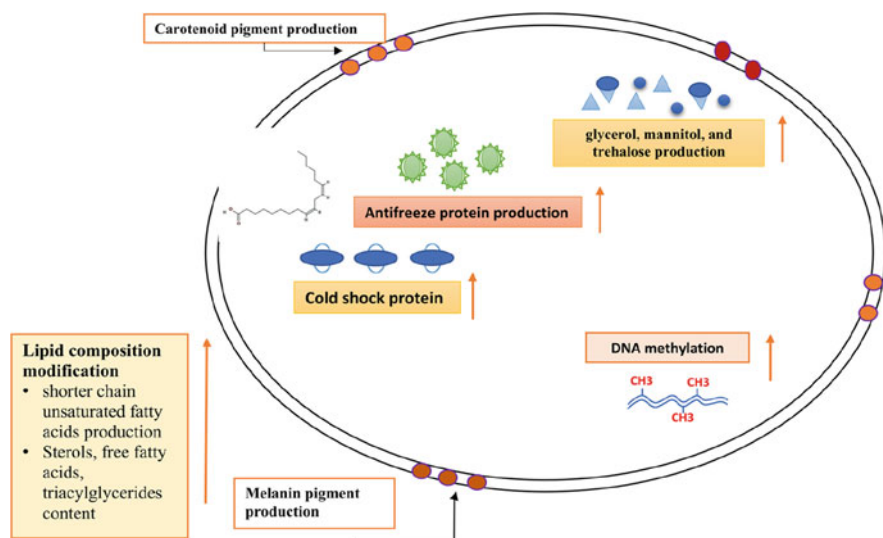 Carotenoid pigment production
glycerol, mannitol, and
trehalose production
Antifreeze protein production
Cold shock protein
DNA methylation
CH3
CH3
CH3
Lipid composition
modification
• shorter chain
unsaturated fatty
acids production
• Sterols, free fatty
acids,
triacylglycerides
content
Melanin pigment
production